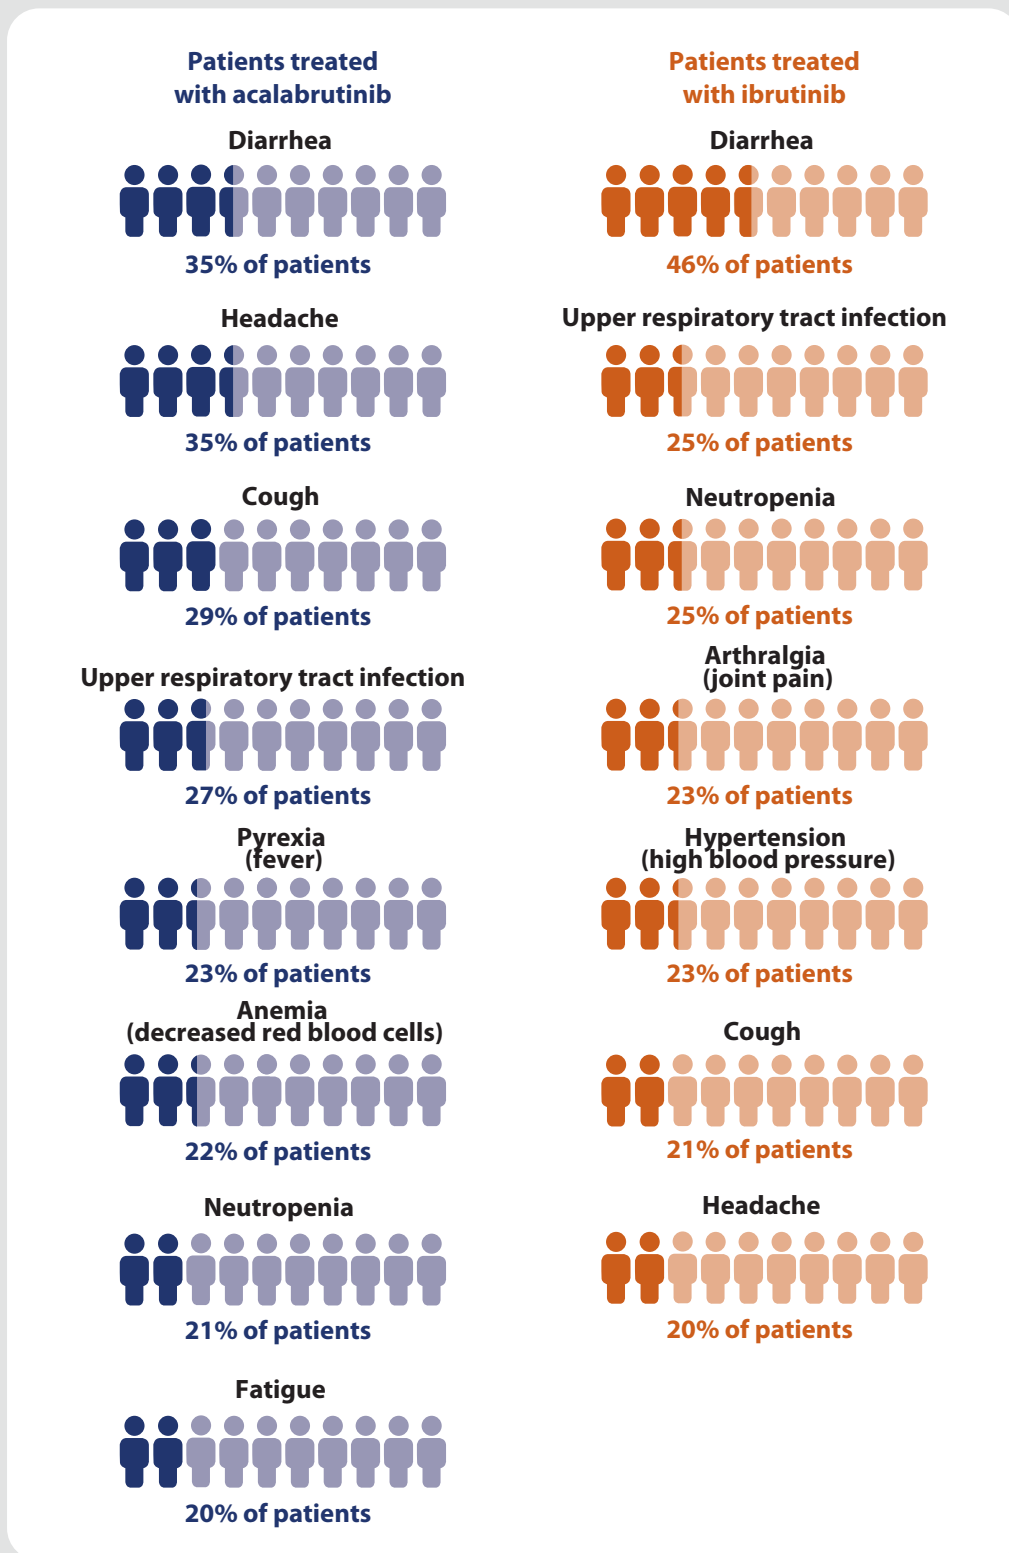 Patients treated
with acalabrutinib
Diarrhea
35% of patients
Headache
35% of patients
Cough
29% of patients
Upper respiratory tract infection
27% of patients
Pyrexia
(fever)
23% of patients
Anemia
(decreased red blood cells)
22% of patients
Neutropenia
21% of patients
Fatigue
20% of patients
Patients treated
with ibrutinib
Diarrhea
46% of patients
Upper respiratory tract infection
25% of patients
Neutropenia
25% of patients
Arthralgia
(joint pain)
23% of patients
Hypertension
(high blood pressure)
23% of patients
Cough
21% of patients
Headache
20% of patients